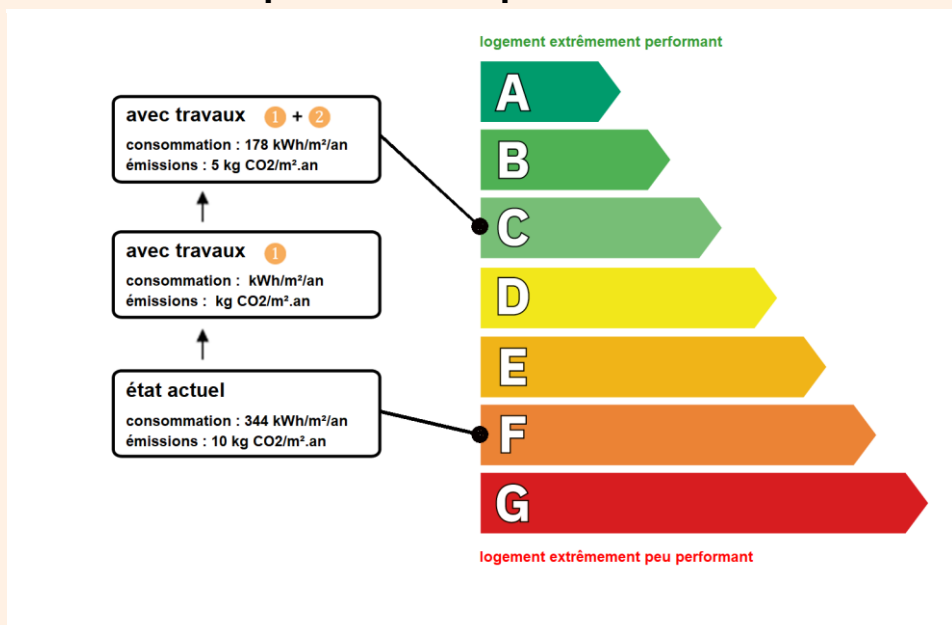 logement extrêmement performant
avec travaux 1 + 2
consommation : 178 kWh/m²/an
émissions : 5 kg CO2/m².an
avec travaux 1
consommation : kWh/m²/an
émissions : kg CO2/m².an
état actuel
consommation : 344 kWh/m²/an
émissions : 10 kg CO2/m².an
A
B
C
D
E
F
G
logement extrêmement peu performant